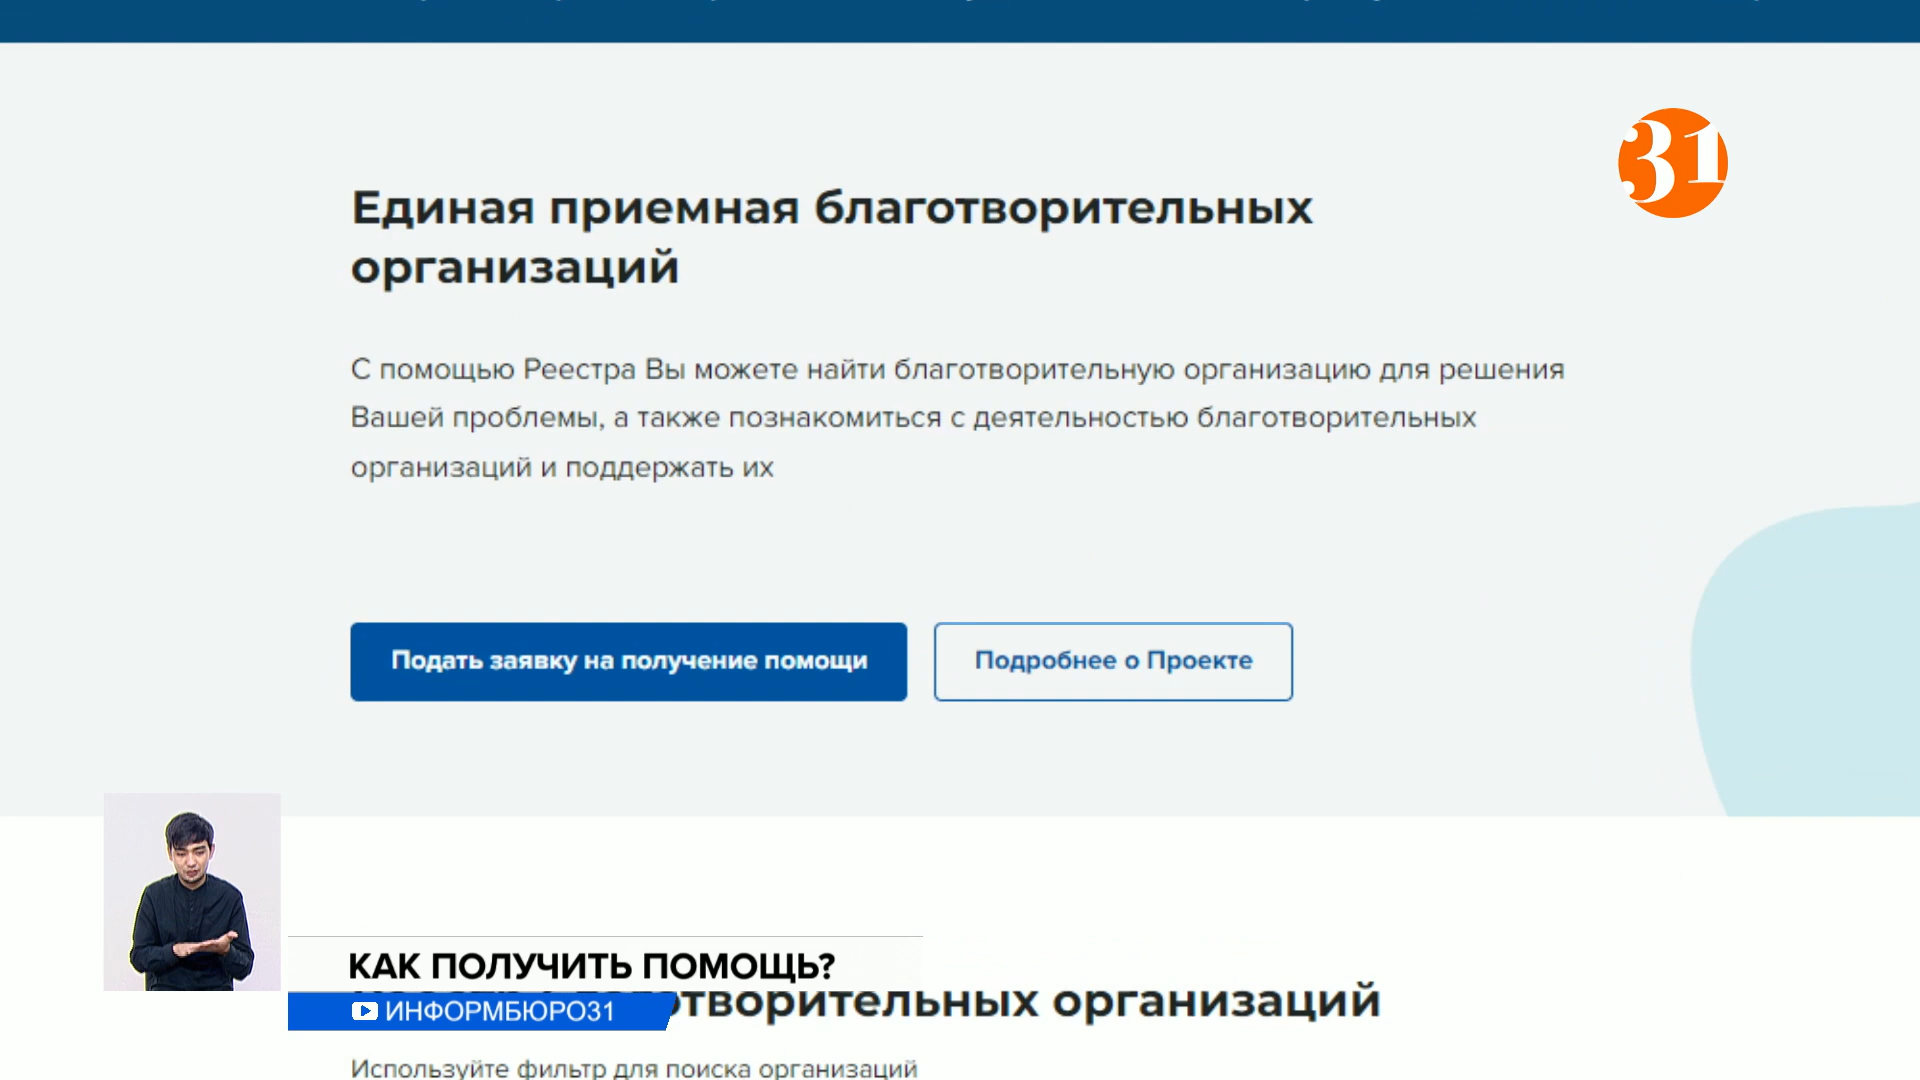 31
Единая приемная благотворительных
организаций
С помощью Реестра Вы можете найти благотворительную организацию для решения
Вашей проблемы, а также познакомиться с деятельностью благотворительных
организаций и поддержать их
Подать заявку на получение помощи
Подробнее о Проекте
КАК ПОЛУЧИТЬ ПОМОЩЬ?
ИНФОРМБЮРО31
организаций
Используйте фильтр для поиска организаций